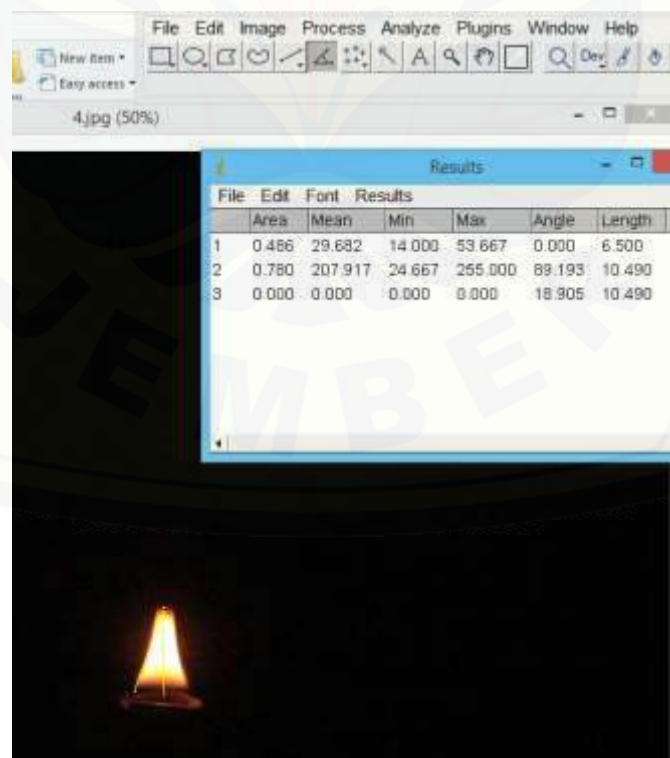 File Edit Image Process Analyze Plugins Window Help
New item
Easy access
A Dev
4.jpg (50%)
Results
File Edit Font Results
Area Mean Min Max Angle Length
1 0.486 29.682 14.000 53.667 0.000 6.500
2 0.780 207.917 24.667 255.000 89.193 10.490
3 0.000 0.000 0.000 0.000 18.905 10.490
JEMBER